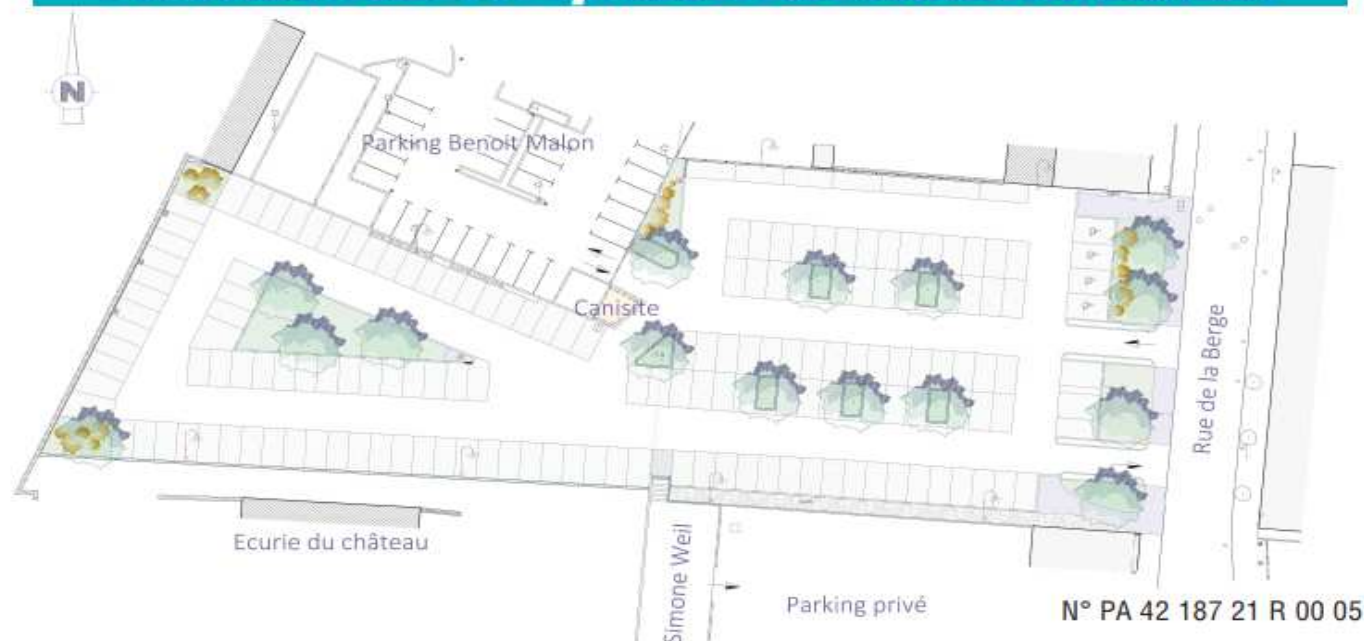 N
Parking Benoit Malon
Canisite
Rue de la Berge
Ecurie du château
Simone Weil
Parking privé
N° PA 42 187 21 R 00 05